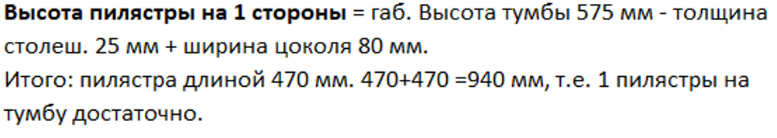 Высота пилястры на 1 стороны = габ. Высота тумбы 575 мм - толщина
столеш. 25 мм + ширина цоколя 80 мм.
Итого: пилястра длиной 470 мм. 470+470 =940 мм, т.е. 1 пилястры на
тумбу достаточно.